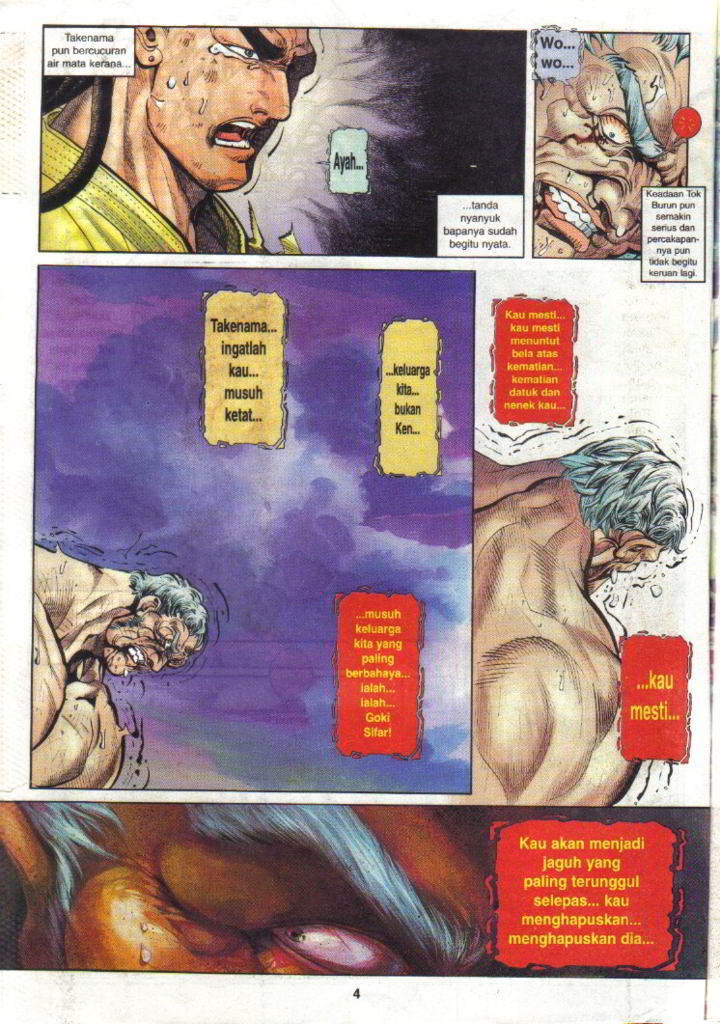 Takenama
pun bercucuran
air mata kerana...
Ayah...
...tanda
nyanyuk
bapanya sudah
begitu nyata.
Wo...
wo...
Keadaan Tok
Burun pun
semakin
serius dan
percakapan-
nya pun
tidak begitu
keruan lagi.
Takenama...
ingatlah
kau...
musuh
ketat...
...keluarga
kita...
bukan
Ken...
...musuh
keluarga
kita yang
paling
berbahaya...
ialah...
ialah...
Goki
Sifar!
Kau mesti...
kau mesti
menuntut
bela atas
kematian...
kematian
datuk dan
nenek kau...
...kau
mesti...
Kau akan menjadi
jaguh yang
paling terunggul
selepas... kau
menghapuskan...
menghapuskan dia...
4